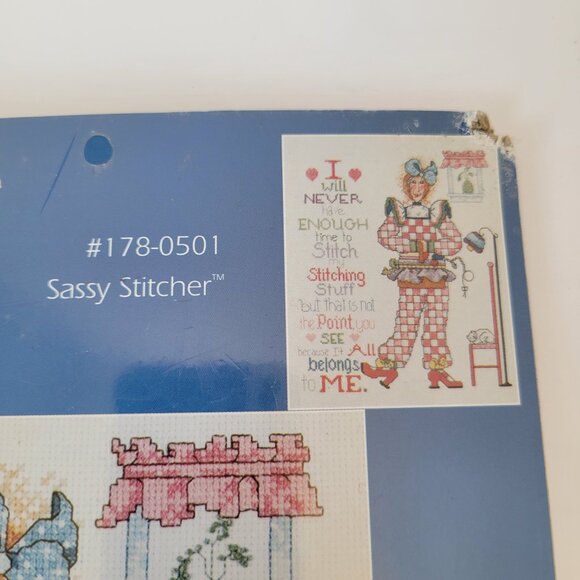 #178-0501
Sassy Stitcher™
I
will
NEVER
have
ENOUGH
time to
Stitch
my
Stitching
Stuff
but that is not
the Point, you
SEE
because It All
belongs
to ME.